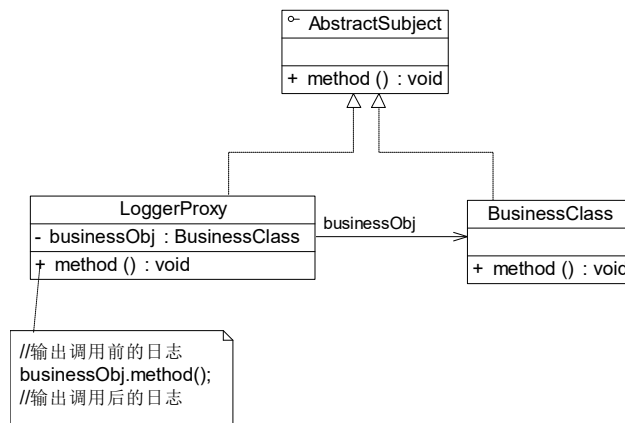 AbstractSubject
+ method () : void
LoggerProxy
- businessObj : BusinessClass
+ method () : void
businessObj
BusinessClass
+ method () : void
//输出调用前的日志
businessObj.method();
//输出调用后的日志